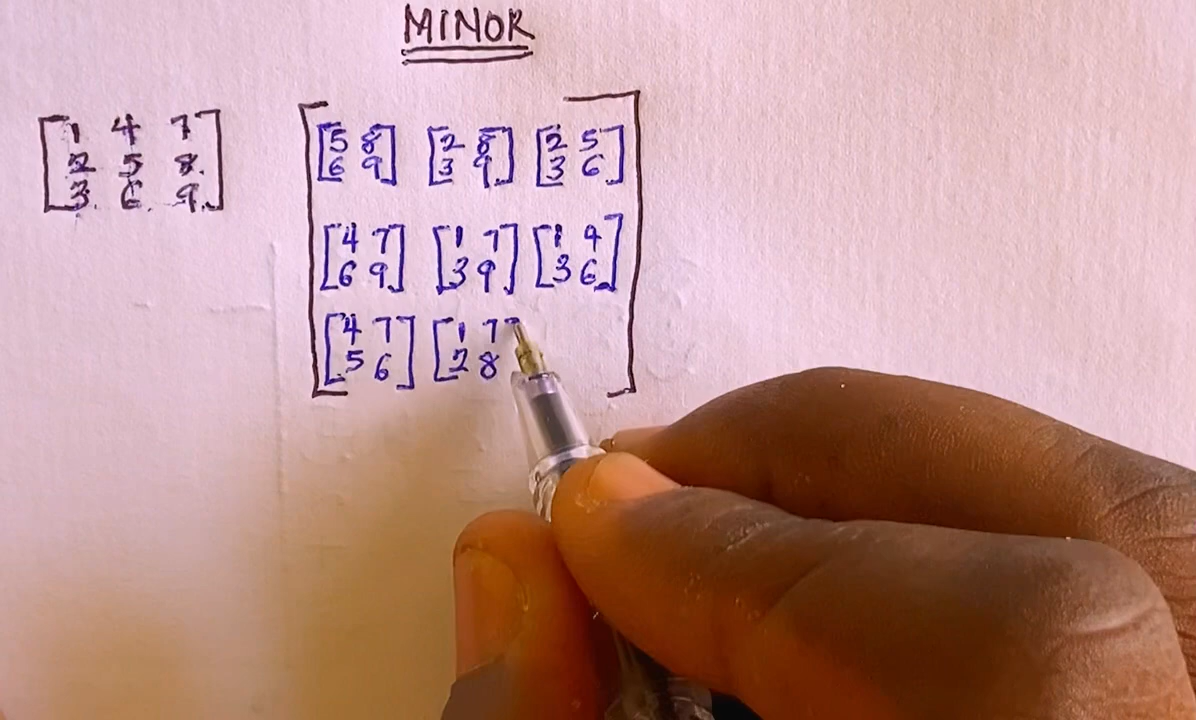 MINOR
[1 4 7] [[5 8] [2 8] [2 5]]
[2 5 8.] [[6 9] [3 9] [3 6]]
[3. 6. 9.]
[4 7] [1 7] [1 4]
[6 9] [3 9] [3 6]
[4 7] [1 7
[5 6] [2 8